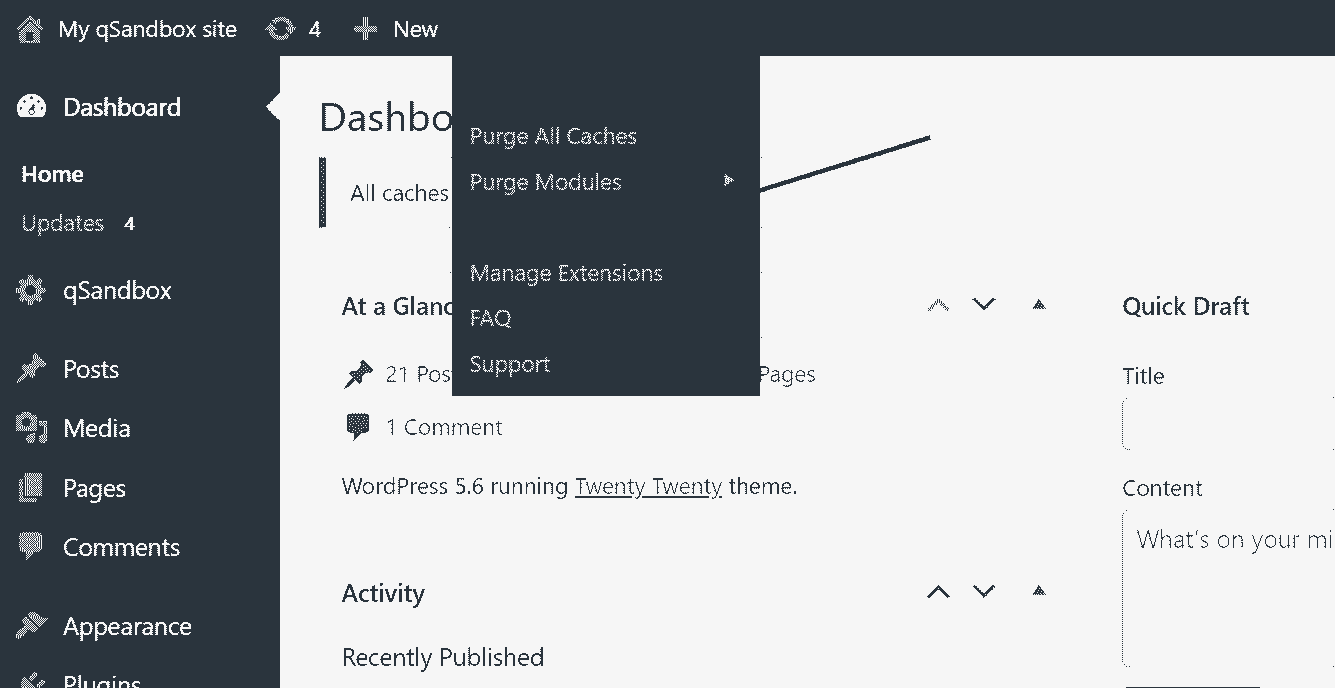 My qSandbox site 4 New
Dashboard
Home
Updates 4
qSandbox
Posts
Media
Pages
Comments
Appearance
Plugins
Dashbo
All caches
Purge All Caches
Purge Modules
Manage Extensions
FAQ
Support
At a Glanc
21 Pos Pages
1 Comment
WordPress 5.6 running Twenty Twenty theme.
Activity
Recently Published
Quick Draft
Title
Content
What's on your mi